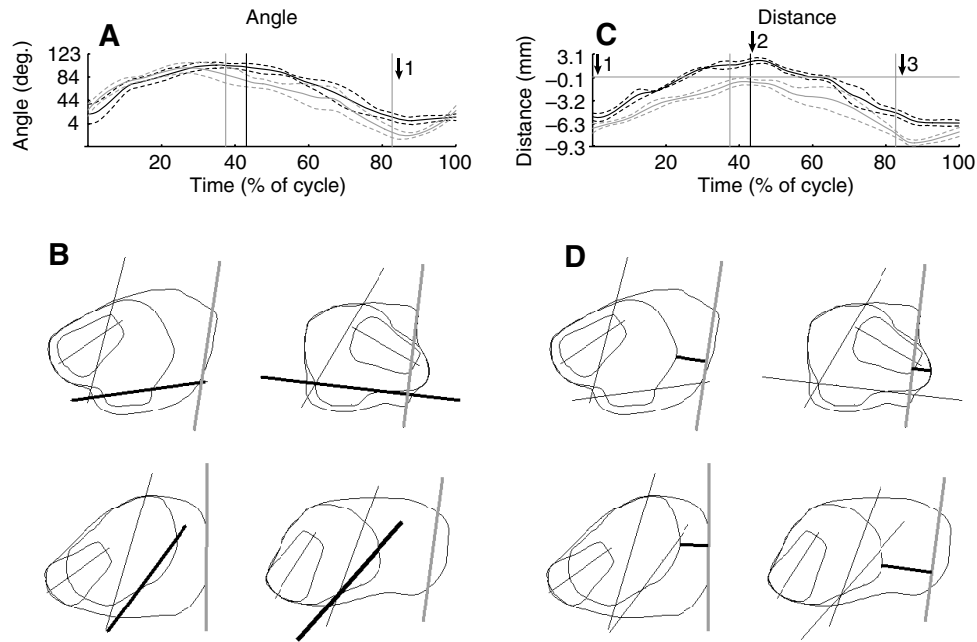 Angle
A
Angle (deg.)
123
84
44
4
1
20 40 60 80 100
Time (% of cycle)
Distance
C
Distance (mm)
3.1
–0.1
–3.2
–6.3
–9.3
1
2
3
20 40 60 80 100
Time (% of cycle)
B
D